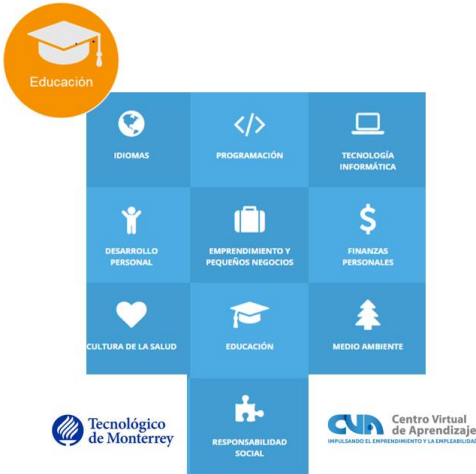 Educación
IDIOMAS
PROGRAMACIÓN
TECNOLOGÍA
INFORMÁTICA
DESARROLLO
PERSONAL
EMPRENDIMIENTO Y
PEQUEÑOS NEGOCIOS
FINANZAS
PERSONALES
CULTURA DE LA SALUD
EDUCACIÓN
MEDIO AMBIENTE
RESPONSABILIDAD
SOCIAL
Tecnológico
de Monterrey
CVA
Centro Virtual
de Aprendizaje
IMPULSANDO EL EMPRENDIMIENTO Y LA EMPLEABILIDAD